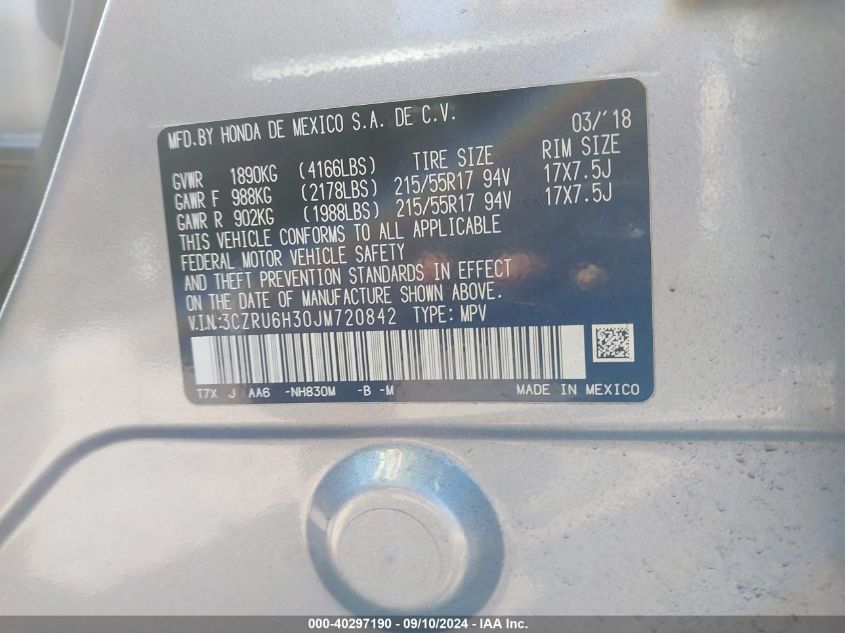 MFD.BY HONDA DE MEXICO S.A. DE C.V. 03/'18
GVWR 1890KG (4166LBS) TIRE SIZE RIM SIZE
GAWR F 988KG (2178LBS) 215/55R17 94V 17X7.5J
GAWR R 902KG (1988LBS) 215/55R17 94V 17X7.5J
THIS VEHICLE CONFORMS TO ALL APPLICABLE
FEDERAL MOTOR VEHICLE SAFETY
AND THEFT PREVENTION STANDARDS IN EFFECT
ON THE DATE OF MANUFACTURE SHOWN ABOVE.
V.I.N.:3CZRU6H30JM720842 TYPE: MPV
T7X J AA6 -NH830M -B -M MADE IN MEXICO
000-40297190 - 09/10/2024 - IAA Inc.